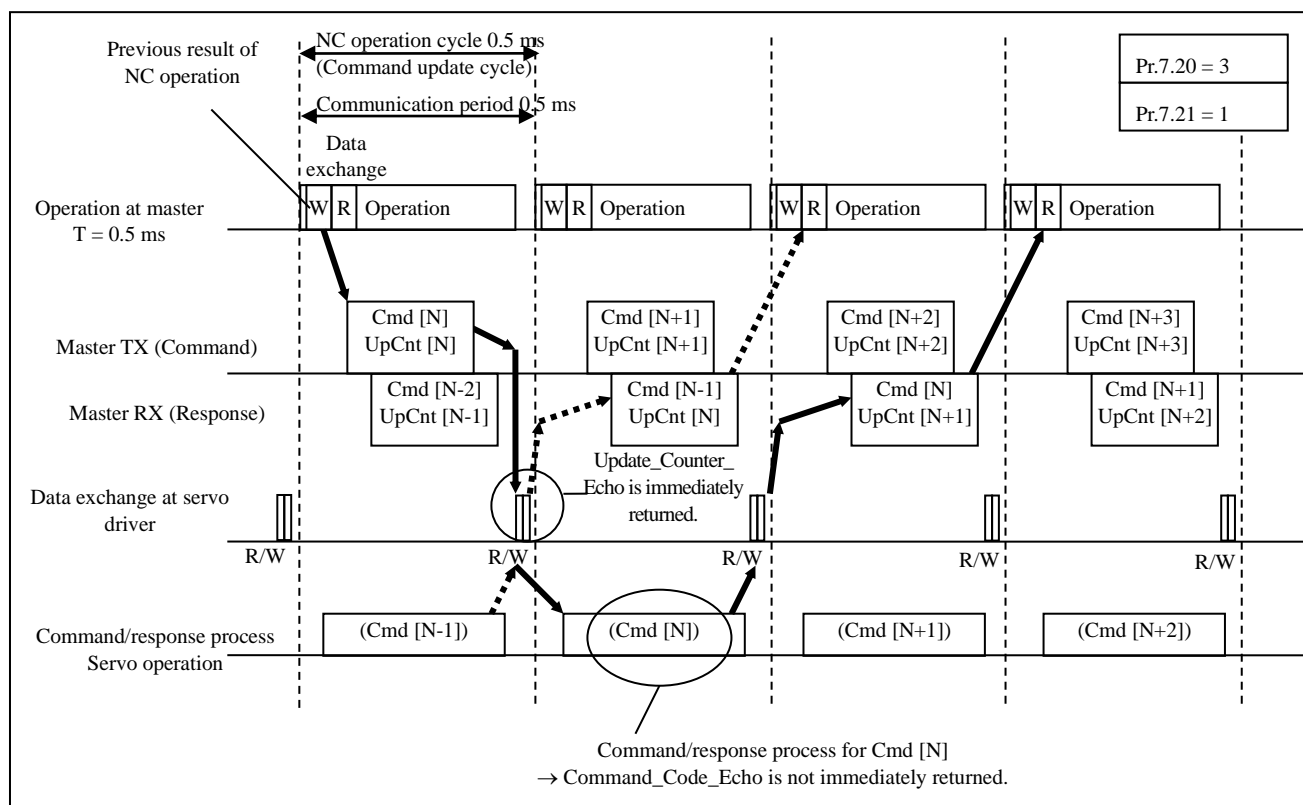 Previous result of
NC operation
NC operation cycle 0.5 ms
(Command update cycle)
Communication period 0.5 ms
Pr.7.20 = 3
Pr.7.21 = 1
Data
exchange
Operation at master
T = 0.5 ms
W R Operation
W R Operation
W R Operation
W R Operation
Master TX (Command)
Cmd [N]
UpCnt [N]
Cmd [N+1]
UpCnt [N+1]
Cmd [N+2]
UpCnt [N+2]
Cmd [N+3]
UpCnt [N+3]
Master RX (Response)
Cmd [N-2]
UpCnt [N-1]
Cmd [N-1]
UpCnt [N]
Cmd [N]
UpCnt [N+1]
Cmd [N+1]
UpCnt [N+2]
Update_Counter_
Echo is immediately
returned.
Data exchange at servo
driver
R/W
R/W
R/W
R/W
R/W
Command/response process
Servo operation
(Cmd [N-1])
(Cmd [N])
(Cmd [N+1])
(Cmd [N+2])
Command/response process for Cmd [N]
→ Command_Code_Echo is not immediately returned.